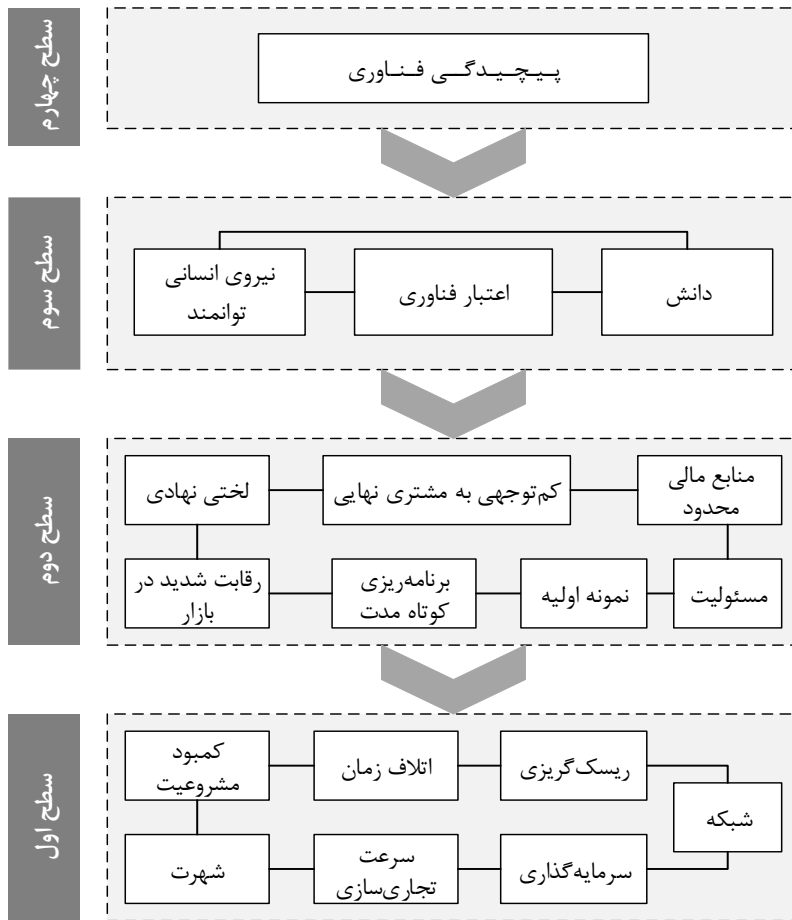 سطح چهارم
پیچیدگی فناوری
سطح سوم
دانش
اعتبار فناوری
نیروی انسانی
توانمند
سطح دوم
منابع مالی
محدود
کم‌توجهی به مشتری نهایی
لختی نهادی
مسئولیت
نمونه اولیه
برنامه‌ریزی
کوتاه مدت
رقابت شدید در
بازار
سطح اول
شبکه
ریسک‌گریزی
اتلاف زمان
کمبود
مشروعیت
سرمایه‌گذاری
سرعت
تجاری‌سازی
شهرت